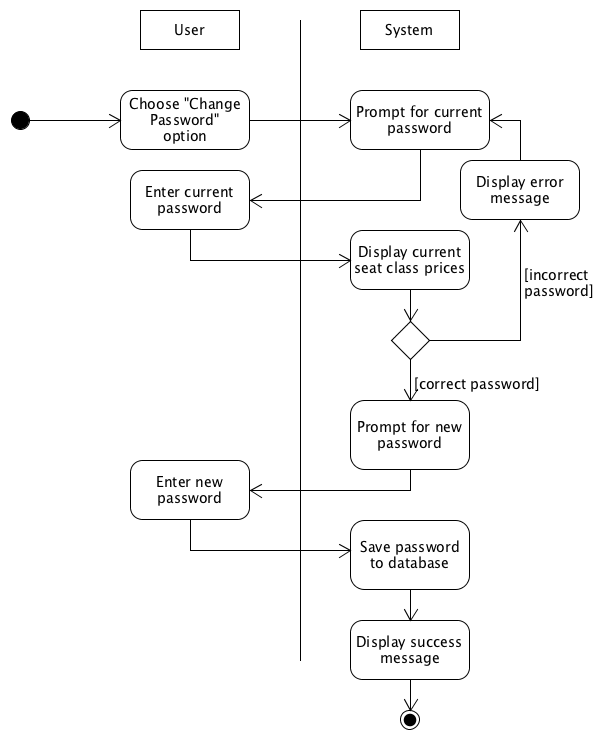 User
System
Choose "Change
Password"
option
Prompt for current
password
Enter current
password
Display error
message
Display current
seat class prices
[incorrect
password]
[correct password]
Prompt for new
password
Enter new
password
Save password
to database
Display success
message